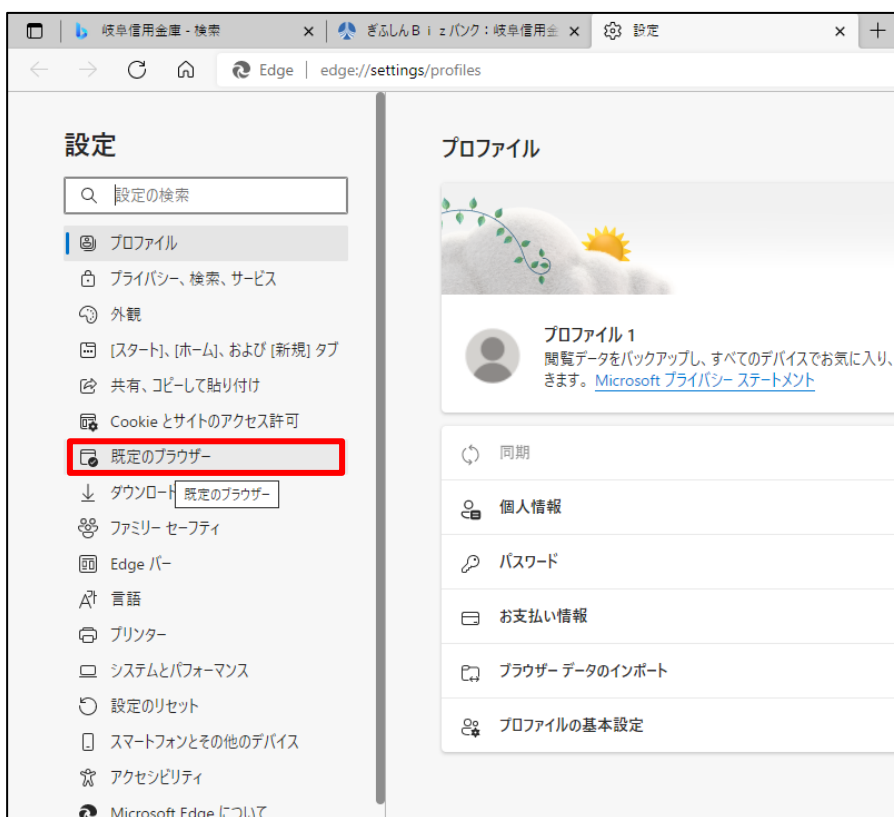 岐阜信用金庫 - 検索
ぎふしんBizバンク：岐阜信用金
設定
Edge
edge://settings/profiles
設定
設定の検索
プロファイル
プライバシー、検索、サービス
外観
[スタート]、[ホーム]、および [新規] タブ
共有、コピーして貼り付け
Cookie とサイトのアクセス許可
既定のブラウザー
ダウンロード
既定のブラウザー
ファミリー セーフティ
Edge バー
言語
プリンター
システムとパフォーマンス
設定のリセット
スマートフォンとその他のデバイス
アクセシビリティ
Microsoft Edge について
プロファイル
プロファイル 1
閲覧データをバックアップし、すべてのデバイスでお気に入り、
きます。 Microsoft プライバシー ステートメント
同期
個人情報
パスワード
お支払い情報
ブラウザー データのインポート
プロファイルの基本設定